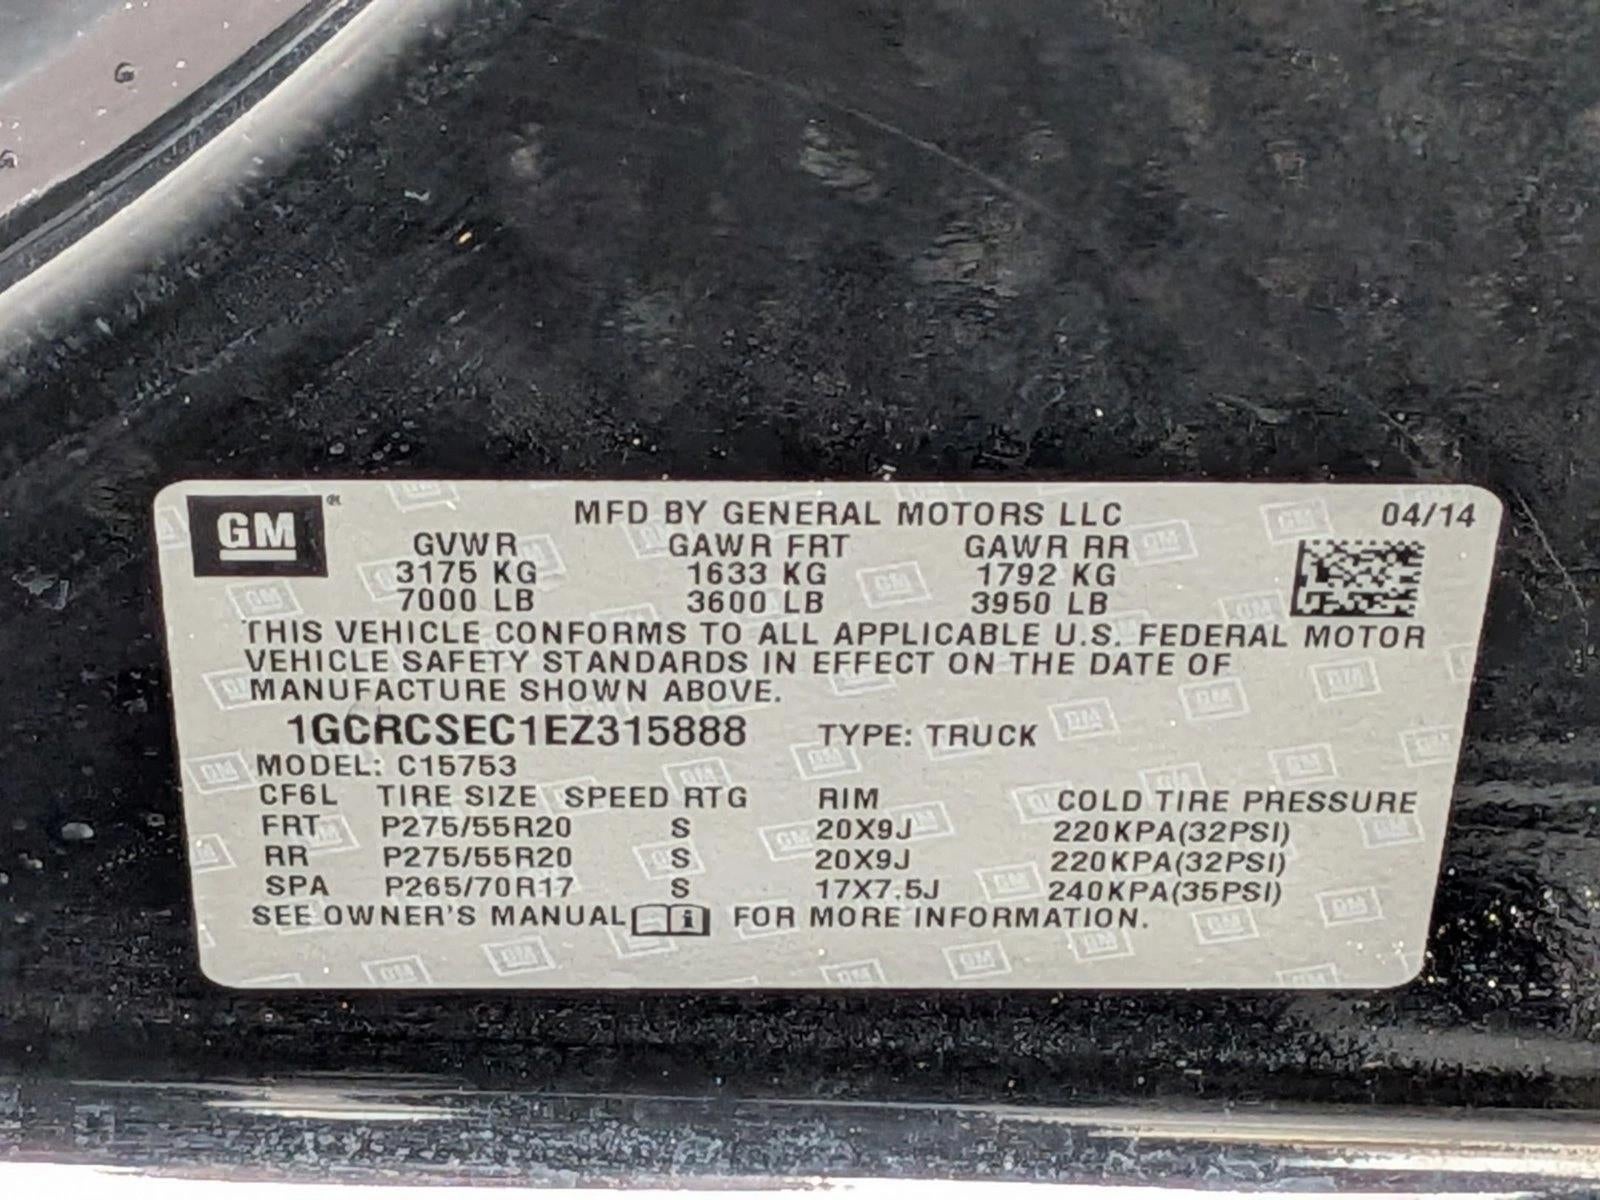 GM®
MFD BY GENERAL MOTORS LLC 04/14
GVWR GAWR FRT GAWR RR
3175 KG 1633 KG 1792 KG
7000 LB 3600 LB 3950 LB
THIS VEHICLE CONFORMS TO ALL APPLICABLE U.S. FEDERAL MOTOR
VEHICLE SAFETY STANDARDS IN EFFECT ON THE DATE OF
MANUFACTURE SHOWN ABOVE.
1GCRCSEC1EZ315888 TYPE: TRUCK
MODEL: C15753
CF6L TIRE SIZE SPEED RTG RIM COLD TIRE PRESSURE
FRT P275/55R20 S 20X9J 220KPA(32PSI)
RR P275/55R20 S 20X9J 220KPA(32PSI)
SPA P265/70R17 S 17X7.5J 240KPA(35PSI)
SEE OWNER'S MANUAL i FOR MORE INFORMATION.